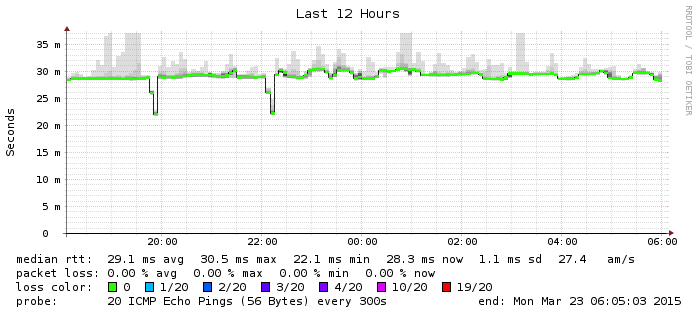 Last 12 Hours
RRDTOOL / TOBI OETIKER
Seconds
35 m
30 m
25 m
20 m
15 m
10 m
5 m
0
20:00 22:00 00:00 02:00 04:00 06:00
median rtt: 29.1 ms avg 30.5 ms max 22.1 ms min 28.3 ms now 1.1 ms sd 27.4 am/s
packet loss: 0.00 % avg 0.00 % max 0.00 % min 0.00 % now
loss color: 0 1/20 2/20 3/20 4/20 10/20 19/20
probe: 20 ICMP Echo Pings (56 Bytes) every 300s end: Mon Mar 23 06:05:03 2015